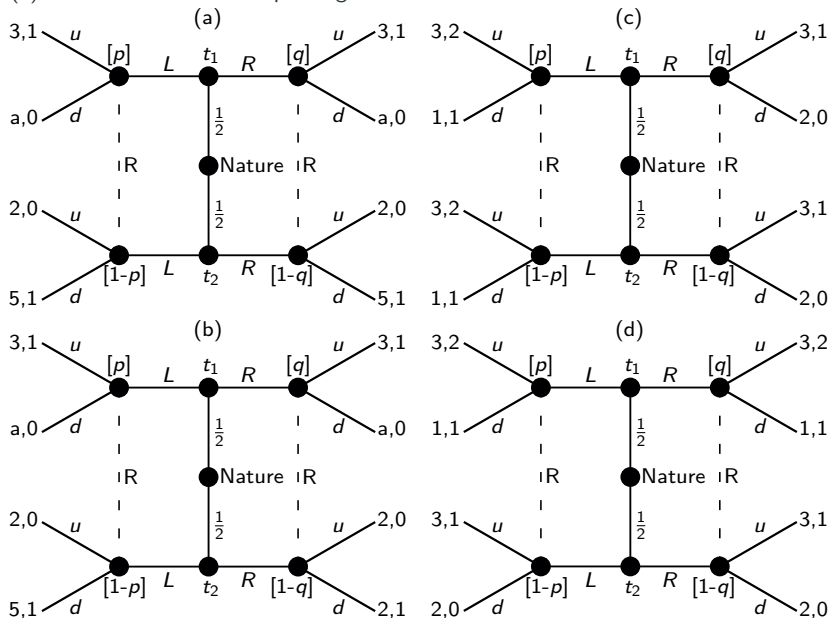 (a)
3,1 u [p] L t1 R [q] u 3,1
a,0 d d a,0
1/2
R Nature R
1/2
2,0 u u 2,0
5,1 d [1-p] L t2 R [1-q] d 5,1
(c)
3,2 u [p] L t1 R [q] u 3,1
1,1 d d 2,0
1/2
R Nature R
1/2
3,2 u u 3,1
1,1 d [1-p] L t2 R [1-q] d 2,0
(b)
3,1 u [p] L t1 R [q] u 3,1
a,0 d d a,0
1/2
R Nature R
1/2
2,0 u u 2,0
5,1 d [1-p] L t2 R [1-q] d 2,1
(d)
3,2 u [p] L t1 R [q] u 3,2
1,1 d d 1,1
1/2
R Nature R
1/2
3,1 u u 3,1
2,0 d [1-p] L t2 R [1-q] d 2,0